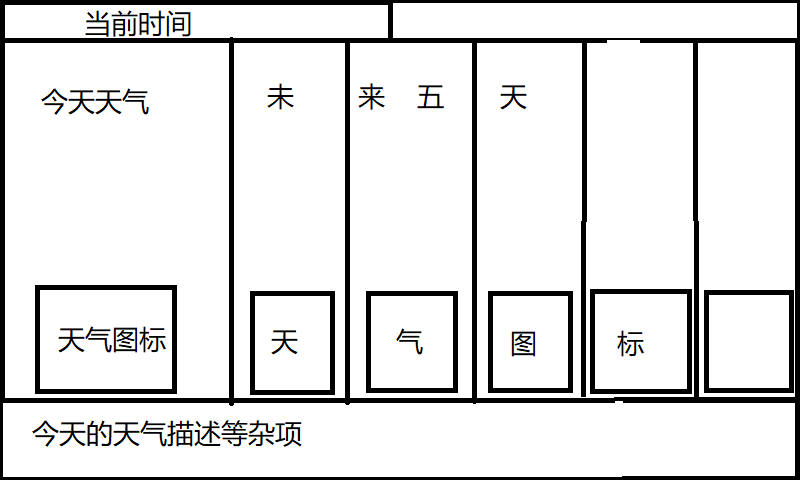 当前时间
今天天气
未 来 五 天
天气图标
天 气 图 标
今天的天气描述等杂项